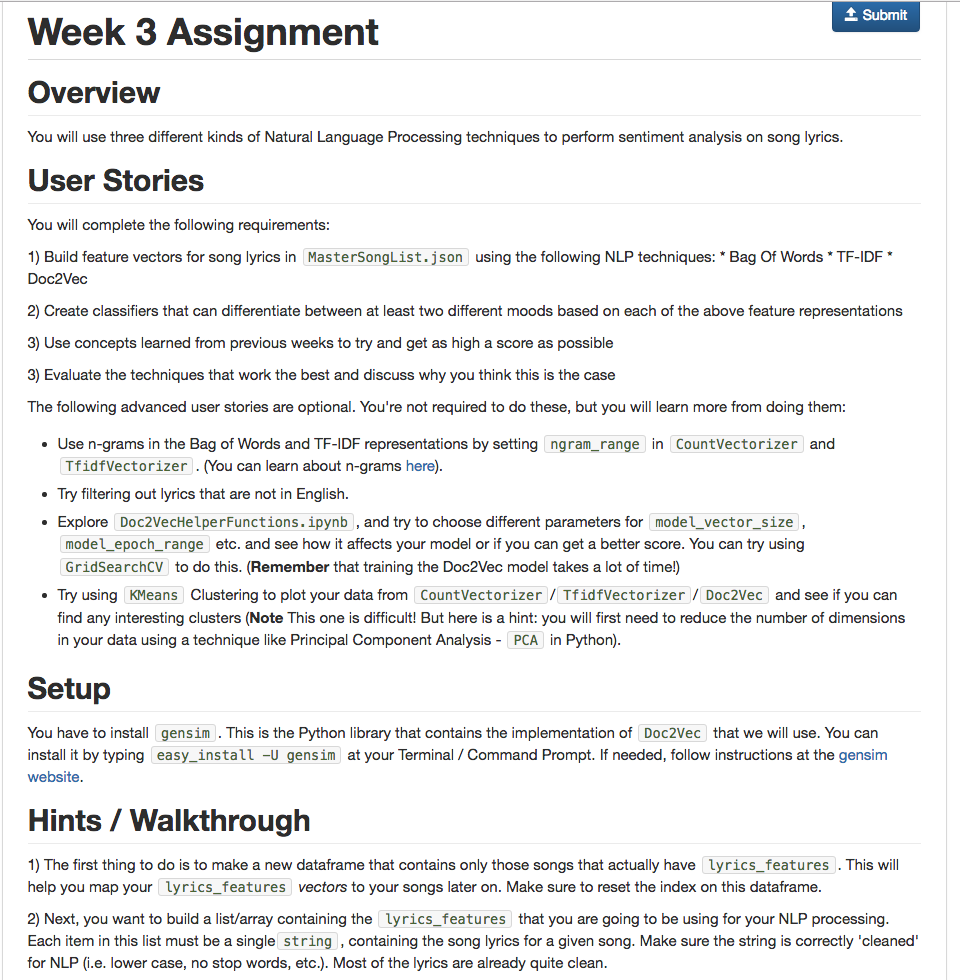 Submit
Week 3 Assignment
Overview
You will use three different kinds of Natural Language Processing techniques to perform sentiment analysis on song lyrics.
User Stories
You will complete the following requirements:
1) Build feature vectors for song lyrics in MasterSongList.json using the following NLP techniques: * Bag Of Words * TF-IDF *
Doc2Vec
2) Create classifiers that can differentiate between at least two different moods based on each of the above feature representations
3) Use concepts learned from previous weeks to try and get as high a score as possible
3) Evaluate the techniques that work the best and discuss why you think this is the case
The following advanced user stories are optional. You're not required to do these, but you will learn more from doing them:
• Use n-grams in the Bag of Words and TF-IDF representations by setting ngram_range in CountVectorizer and
TfidfVectorizer . (You can learn about n-grams here).
• Try filtering out lyrics that are not in English.
• Explore Doc2VecHelperFunctions.ipynb , and try to choose different parameters for model_vector_size ,
model_epoch_range etc. and see how it affects your model or if you can get a better score. You can try using
GridSearchCV to do this. (Remember that training the Doc2Vec model takes a lot of time!)
• Try using KMeans Clustering to plot your data from CountVectorizer / TfidfVectorizer / Doc2Vec and see if you can
find any interesting clusters (Note This one is difficult! But here is a hint: you will first need to reduce the number of dimensions
in your data using a technique like Principal Component Analysis - PCA in Python).
Setup
You have to install gensim . This is the Python library that contains the implementation of Doc2Vec that we will use. You can
install it by typing easy_install -U gensim at your Terminal / Command Prompt. If needed, follow instructions at the gensim
website.
Hints / Walkthrough
1) The first thing to do is to make a new dataframe that contains only those songs that actually have lyrics_features . This will
help you map your lyrics_features vectors to your songs later on. Make sure to reset the index on this dataframe.
2) Next, you want to build a list/array containing the lyrics_features that you are going to be using for your NLP processing.
Each item in this list must be a single string , containing the song lyrics for a given song. Make sure the string is correctly 'cleaned'
for NLP (i.e. lower case, no stop words, etc.). Most of the lyrics are already quite clean.